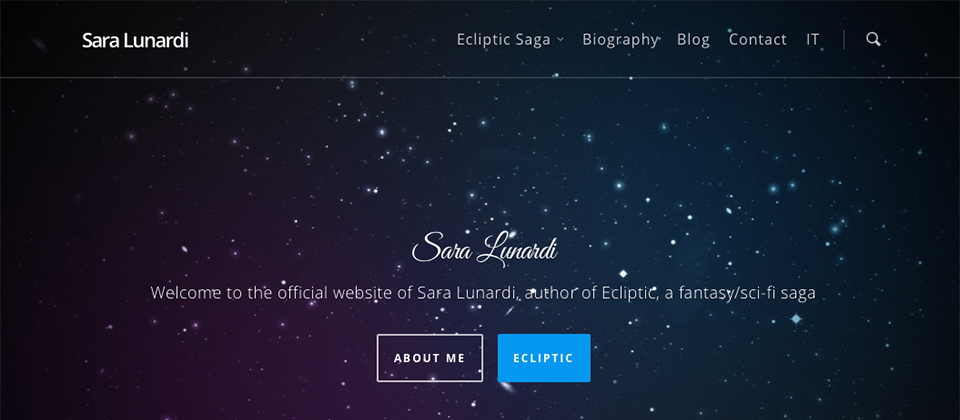 Sara Lunardi
Ecliptic Saga Biography Blog Contact IT
Sara Lunardi
Welcome to the official website of Sara Lunardi, author of Ecliptic, a fantasy/sci-fi saga
ABOUT ME
ECLIPTIC